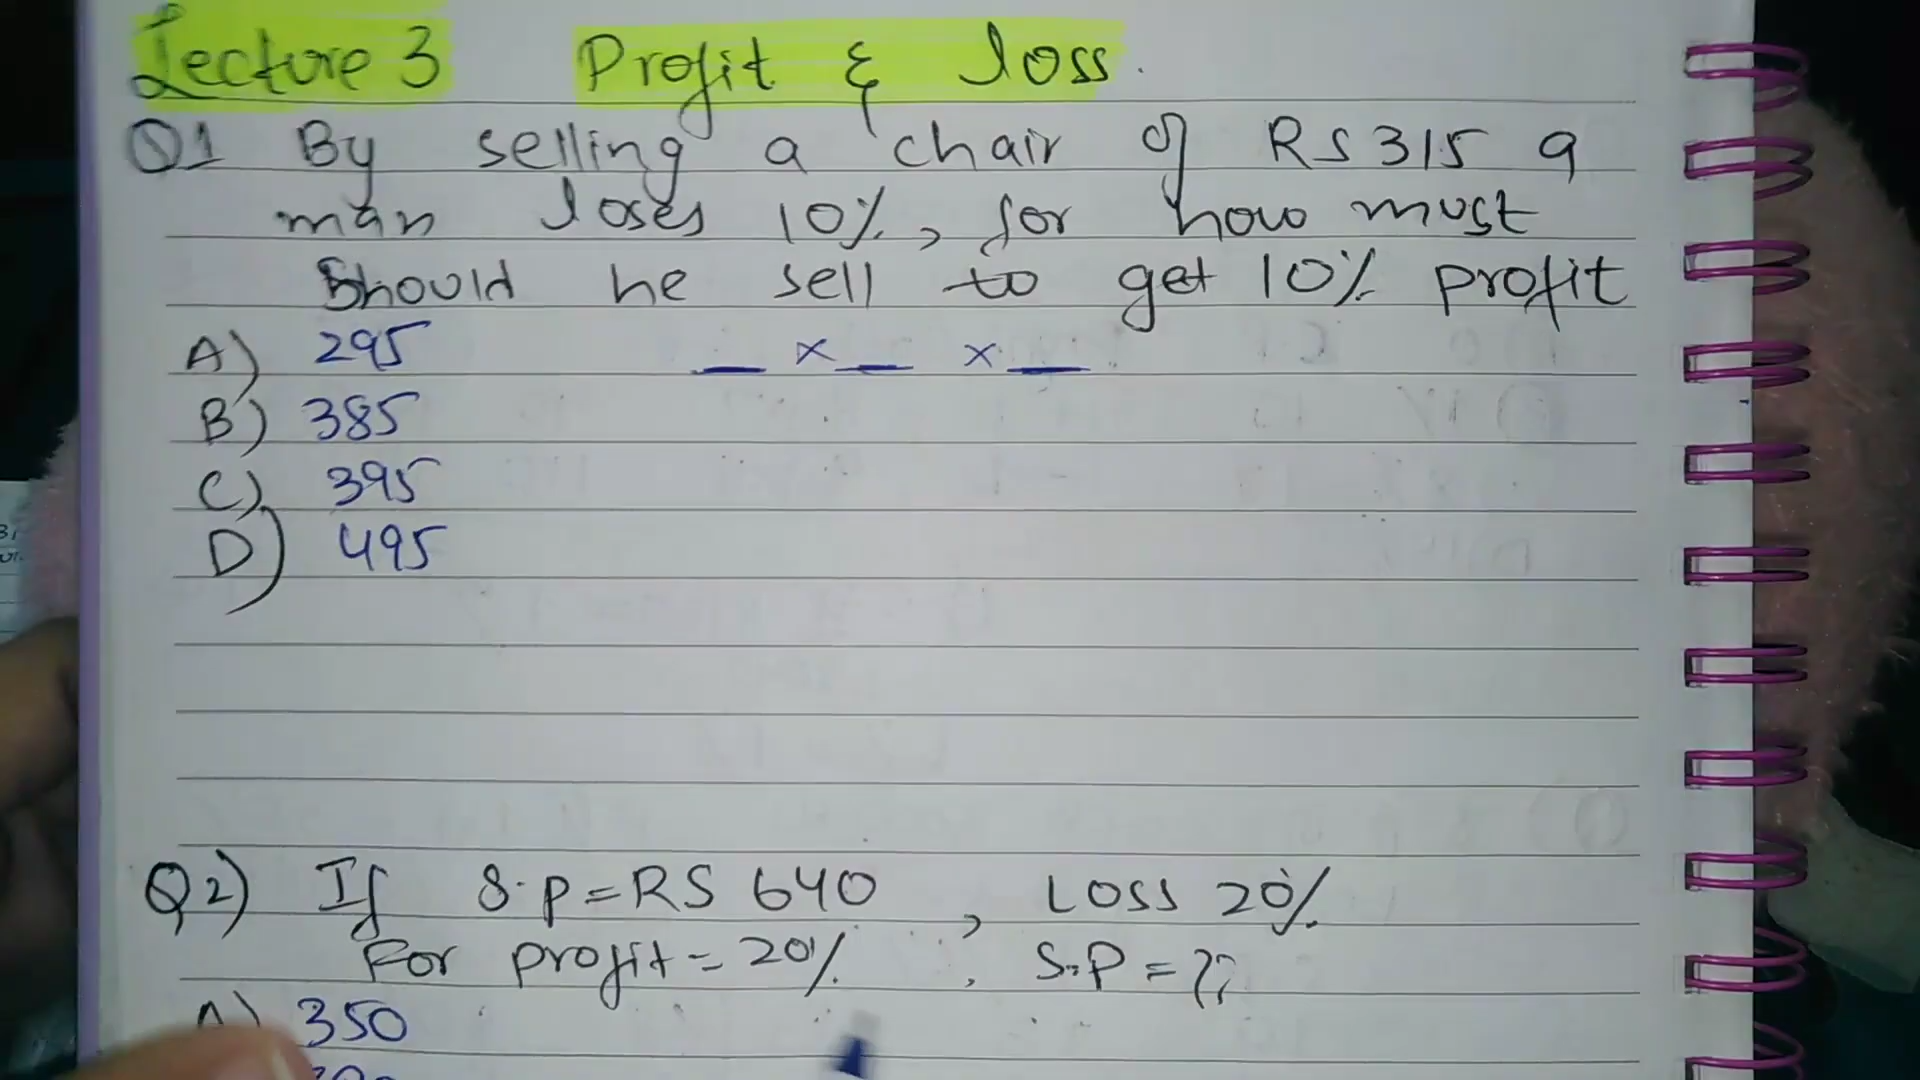 Lecture 3 Profit & loss.
Q1 By selling a chair of RS 315 a
man loses 10%, for how must
Should he sell to get 10% profit
A) 295 _ × _ × _
B) 385
C) 395
D) 495
Q2) If S.P = RS 640, LOSS 20%
For profit = 20%, S.P = ??
A) 350